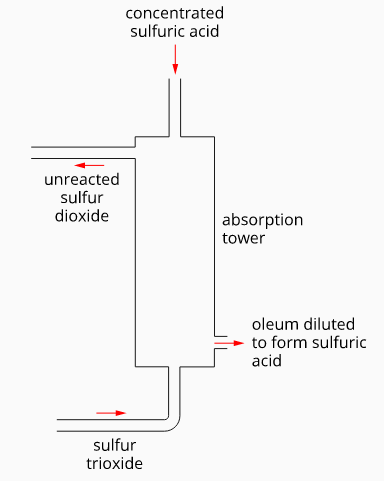 concentrated
sulfuric acid
unreacted
sulfur
dioxide
absorption
tower
oleum diluted
to form sulfuric
acid
sulfur
trioxide